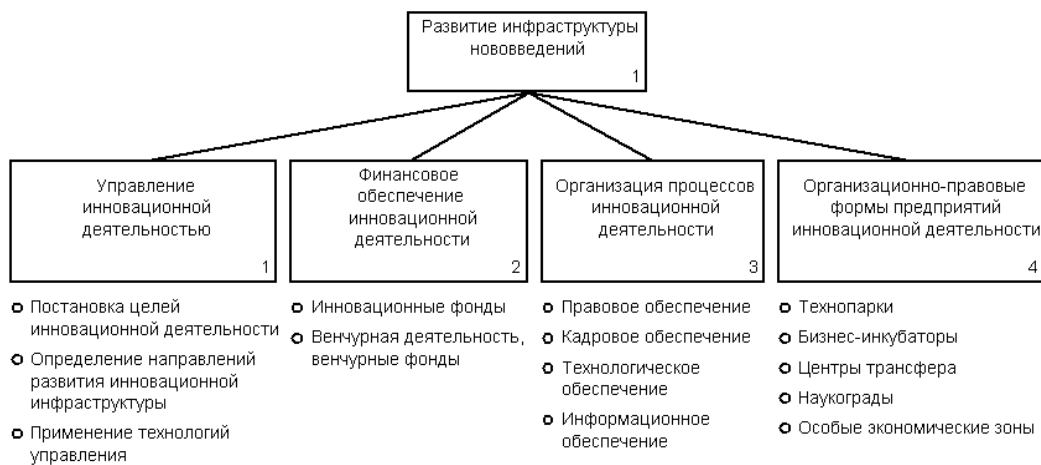 Развитие инфраструктуры
нововведений
1
Управление
инновационной
деятельностью
1
Финансовое
обеспечение
инновационной
деятельности
2
Организация процессов
инновационной
деятельности
3
Организационно-правовые
формы предприятий
инновационной деятельности
4
Постановка целей
инновационной деятельности
Определение направлений
развития инновационной
инфраструктуры
Применение технологий
управления
Инновационные фонды
Венчурная деятельность,
венчурные фонды
Правовое обеспечение
Кадровое обеспечение
Технологическое
обеспечение
Информационное
обеспечение
Технопарки
Бизнес-инкубаторы
Центры трансфера
Наукограды
Особые экономические зоны